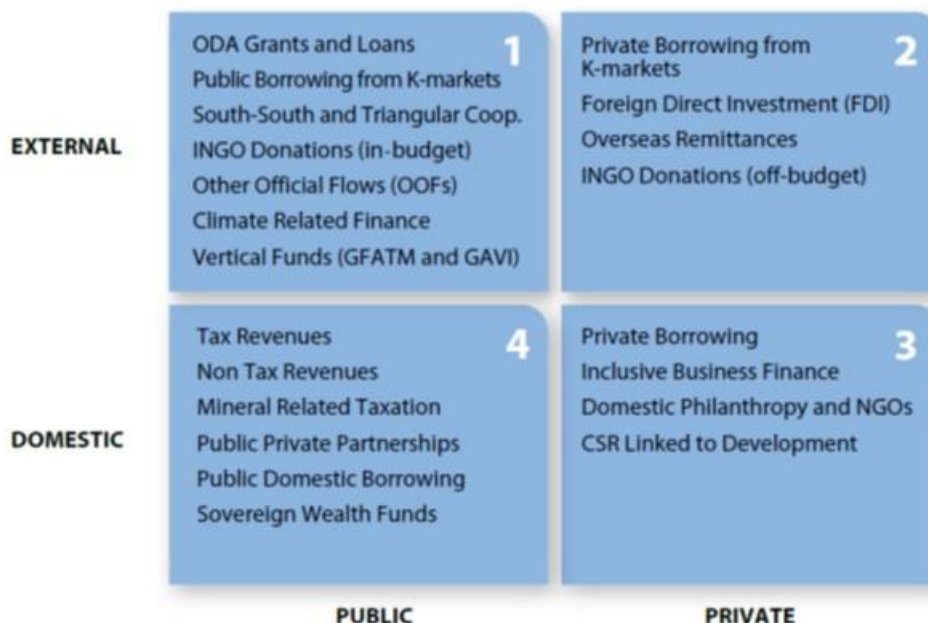 ODA Grants and Loans
1
Public Borrowing from K-markets
South-South and Triangular Coop.
INGO Donations (in-budget)
Other Official Flows (OOFs)
Climate Related Finance
Vertical Funds (GFATM and GAVI)
Private Borrowing from
K-markets
2
Foreign Direct Investment (FDI)
Overseas Remittances
INGO Donations (off-budget)
EXTERNAL
Tax Revenues
4
Non Tax Revenues
Mineral Related Taxation
Public Private Partnerships
Public Domestic Borrowing
Sovereign Wealth Funds
Private Borrowing
3
Inclusive Business Finance
Domestic Philanthropy and NGOs
CSR Linked to Development
DOMESTIC
PUBLIC
PRIVATE